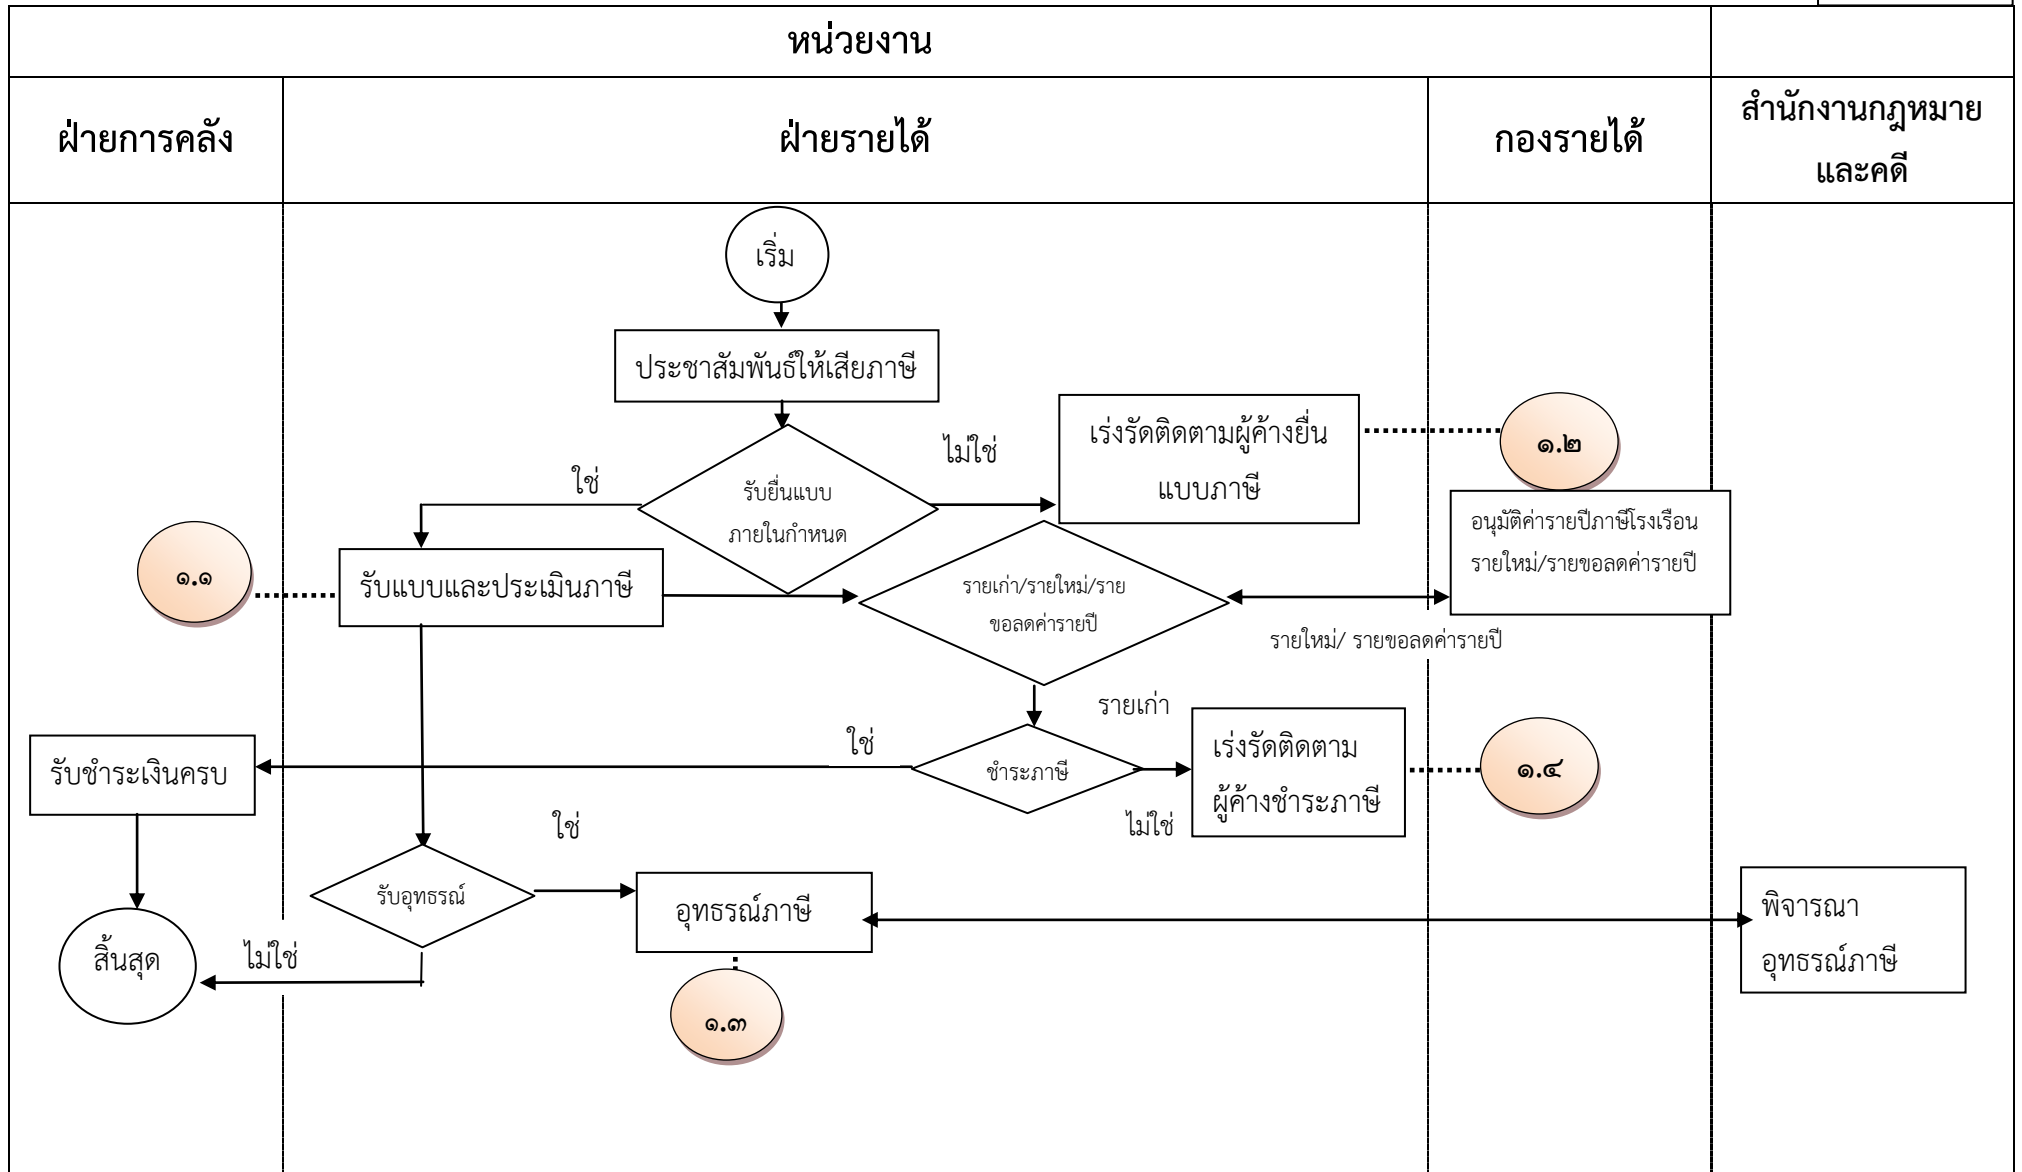 หน่วยงาน
ฝ่ายการคลัง
ฝ่ายรายได้
กองรายได้
สำนักงานกฎหมาย
และคดี
เริ่ม
ประชาสัมพันธ์ให้เสียภาษี
รับยื่นแบบ
ภายในกำหนด
ใช่
ไม่ใช่
เร่งรัดติดตามผู้ค้างยื่น
แบบภาษี
๑.๒
อนุมัติค่ารายปีภาษีโรงเรือน
รายใหม่/รายขอลดค่ารายปี
๑.๑
รับแบบและประเมินภาษี
รายเก่า/รายใหม่/ราย
ขอลดค่ารายปี
รายใหม่/ รายขอลดค่ารายปี
รายเก่า
ใช่
รับชำระเงินครบ
ชำระภาษี
ไม่ใช่
เร่งรัดติดตาม
ผู้ค้างชำระภาษี
๑.๔
รับอุทธรณ์
ใช่
อุทธรณ์ภาษี
พิจารณา
อุทธรณ์ภาษี
ไม่ใช่
สิ้นสุด
๑.๓